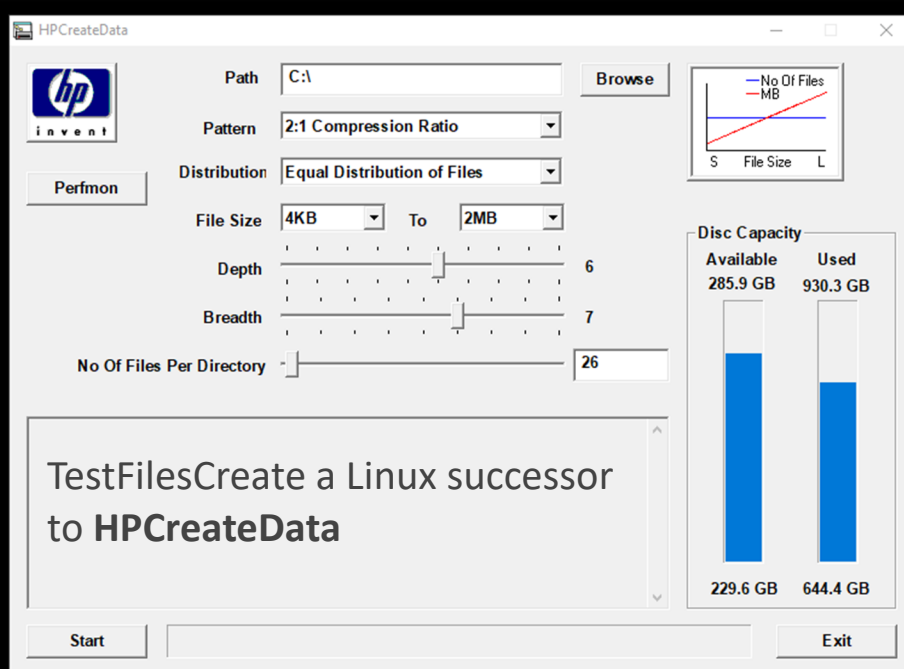 HPCreateData
hp
invent
Path
C:\
Browse
No Of Files
MB
S File Size L
Pattern
2:1 Compression Ratio
Perfmon
Distribution
Equal Distribution of Files
File Size
4KB
To
2MB
Depth
6
Breadth
7
No Of Files Per Directory
26
Disc Capacity
Available Used
285.9 GB 930.3 GB
229.6 GB 644.4 GB
TestFilesCreate a Linux successor
to HPCreateData
Start
Exit